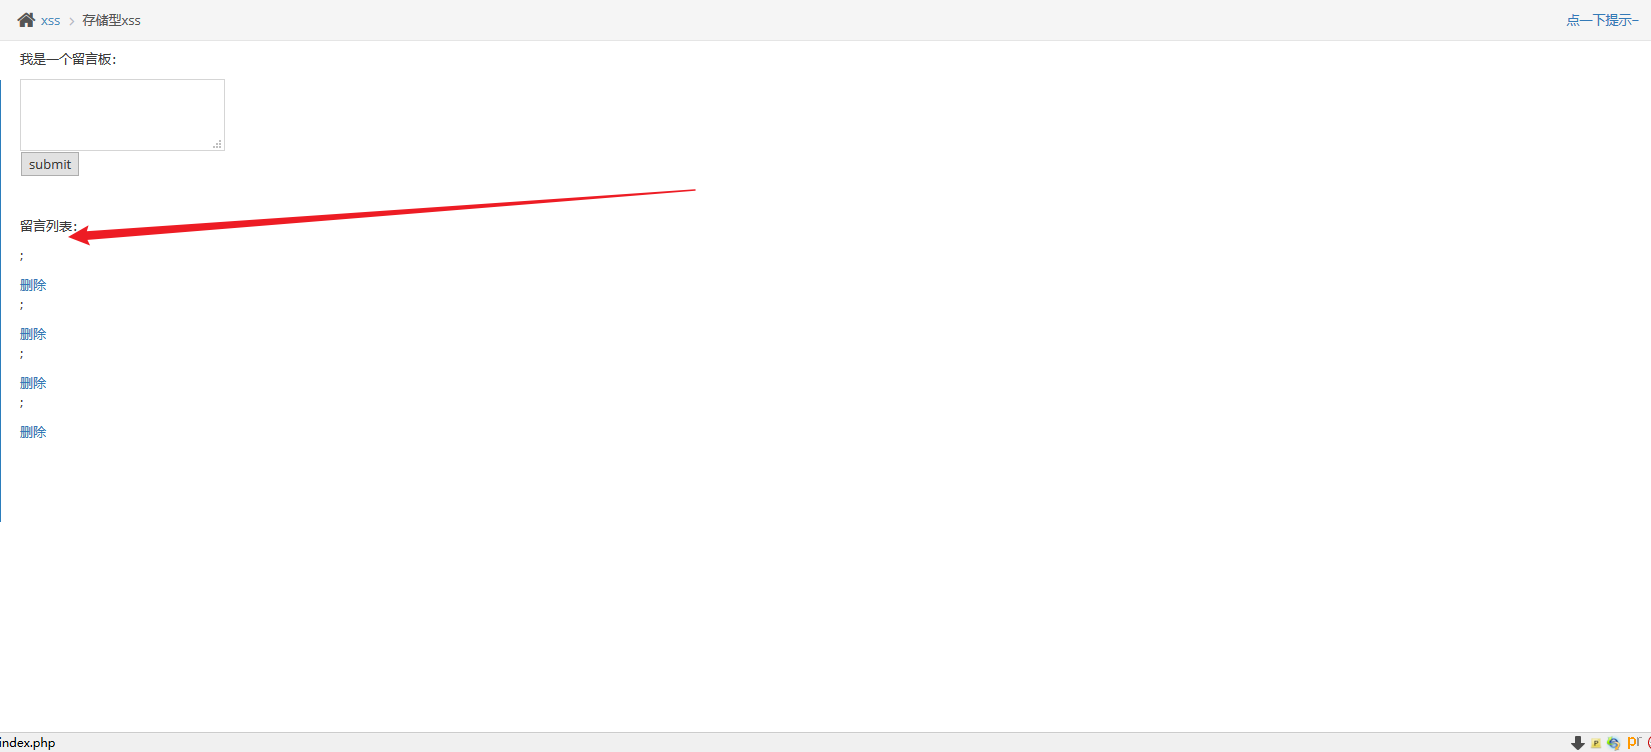 xss > 存储型xss 点一下提示~
我是一个留言板：
submit
留言列表：
;
删除
;
删除
;
删除
;
删除
index.php